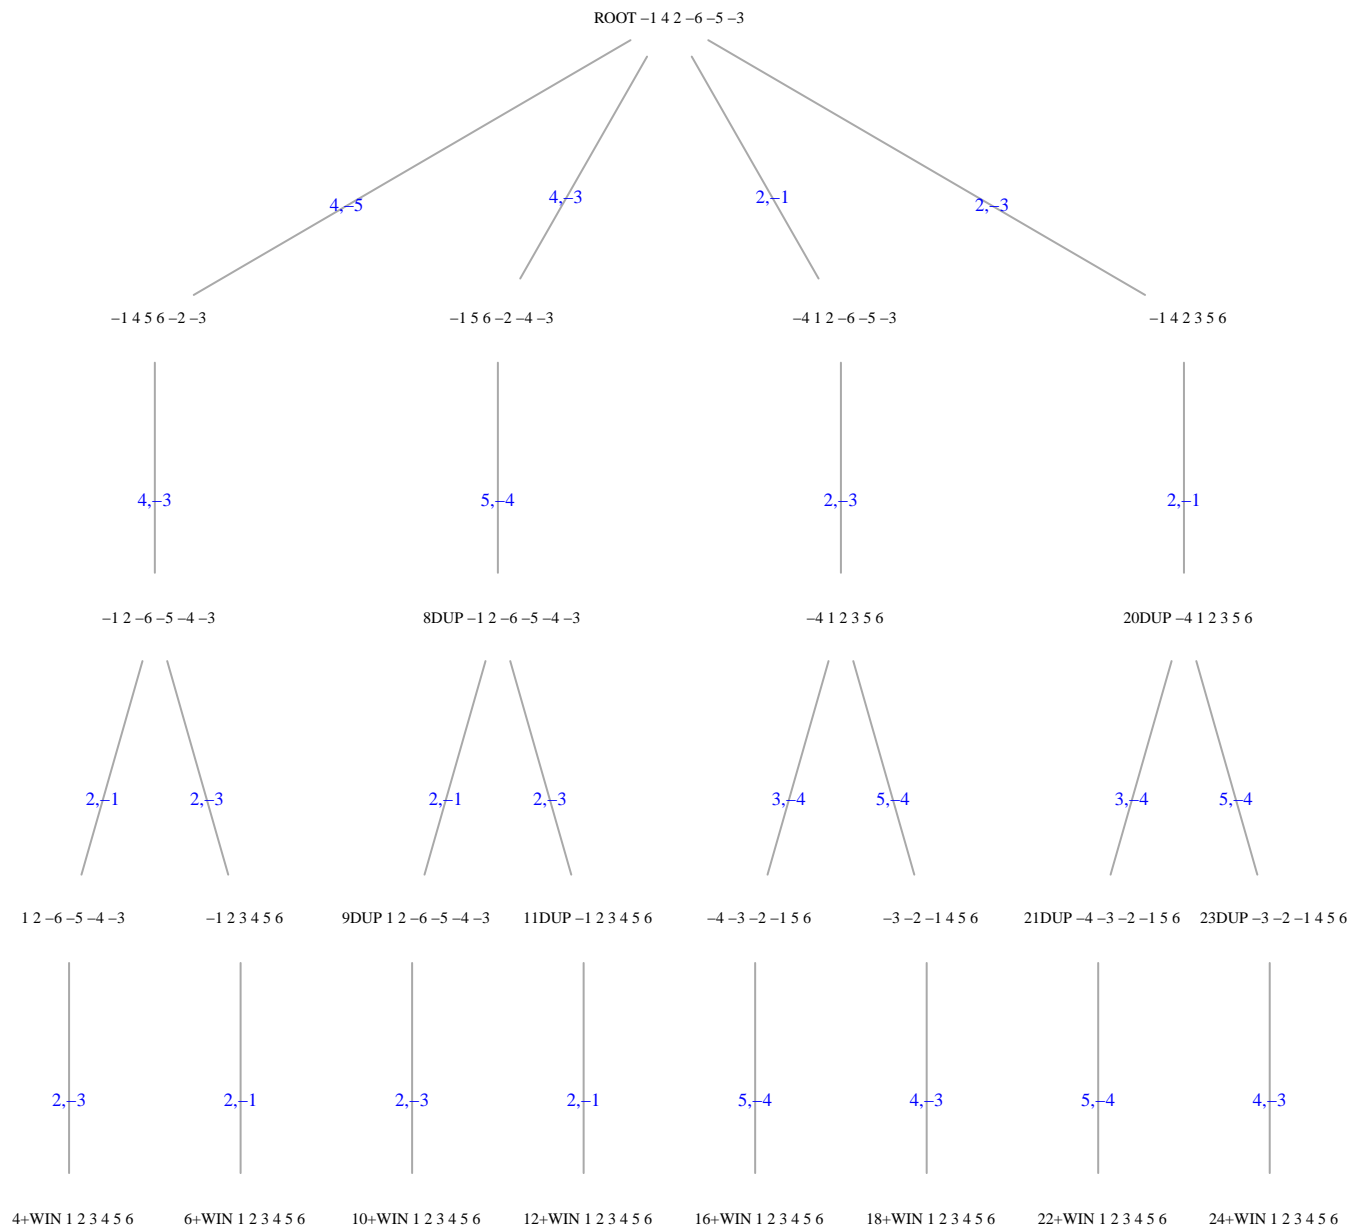 ROOT −1 4 2 −6 −5 −3
4,−5
4,−3
2,−1
2,−3
−1 4 5 6 −2 −3
−1 5 6 −2 −4 −3
−4 1 2 −6 −5 −3
−1 4 2 3 5 6
4,−3
5,−4
2,−3
2,−1
−1 2 −6 −5 −4 −3
8DUP −1 2 −6 −5 −4 −3
−4 1 2 3 5 6
20DUP −4 1 2 3 5 6
2,−1
2,−3
2,−1
2,−3
3,−4
5,−4
3,−4
5,−4
1 2 −6 −5 −4 −3
−1 2 3 4 5 6
9DUP 1 2 −6 −5 −4 −3
11DUP −1 2 3 4 5 6
−4 −3 −2 −1 5 6
−3 −2 −1 4 5 6
21DUP −4 −3 −2 −1 5 6
23DUP −3 −2 −1 4 5 6
2,−3
2,−1
2,−3
2,−1
5,−4
4,−3
5,−4
4,−3
4+WIN 1 2 3 4 5 6
6+WIN 1 2 3 4 5 6
10+WIN 1 2 3 4 5 6
12+WIN 1 2 3 4 5 6
16+WIN 1 2 3 4 5 6
18+WIN 1 2 3 4 5 6
22+WIN 1 2 3 4 5 6
24+WIN 1 2 3 4 5 6